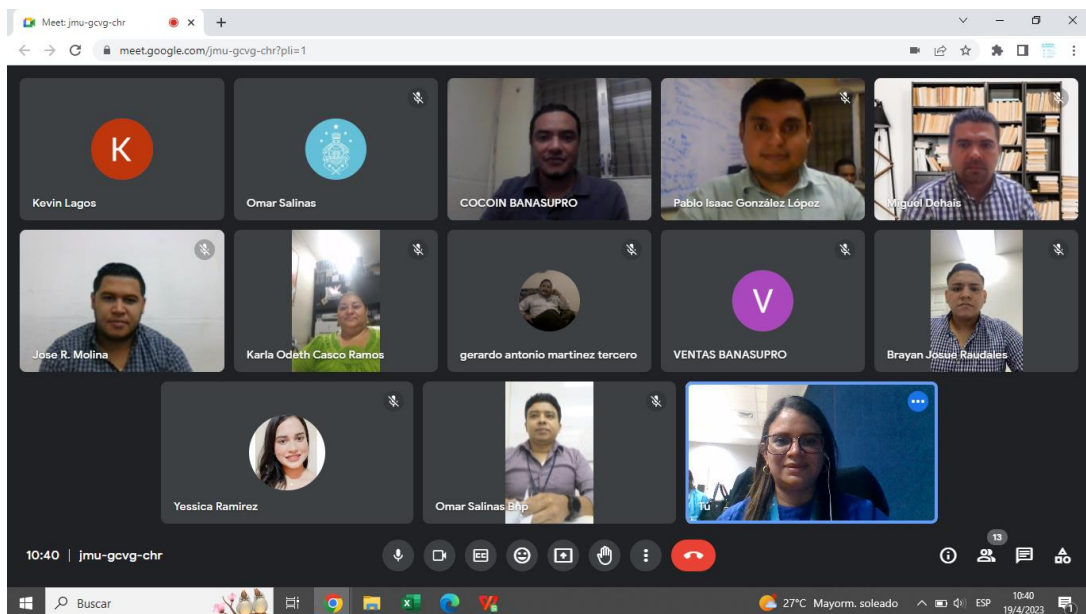 Meet: jmu-gcvg-chr
meet.google.com/jmu-gcvg-chr?pli=1
K
Kevin Lagos
Omar Salinas
COCOIN BANASUPRO
Pablo Isaac González López
Miguel Dehais
Jose R. Molina
Karla Odeth Casco Ramos
gerardo antonio martinez tercero
V
VENTAS BANASUPRO
Brayan Josue Raudales
Yessica Ramirez
Omar Salinas Bnp
Tú
10:40 | jmu-gcvg-chr
CC
13
Buscar
27°C Mayorm. soleado
ESP
10:40
19/4/2023